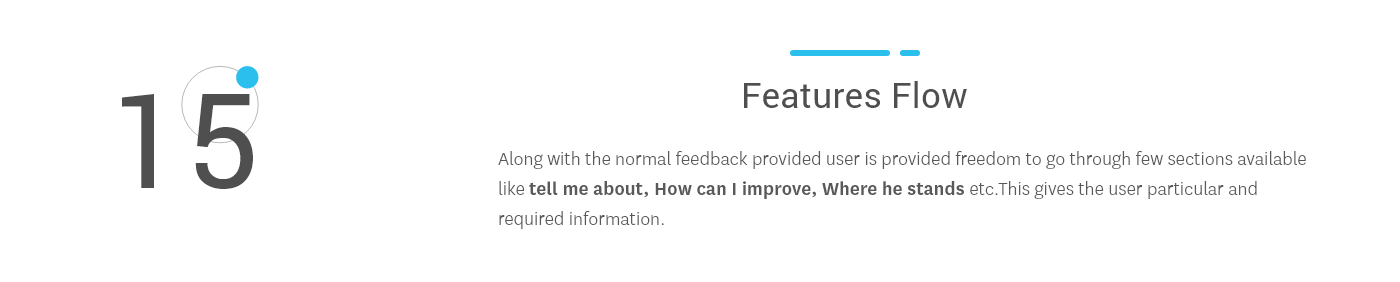 15
Features Flow
Along with the normal feedback provided user is provided freedom to go through few sections available
like tell me about, How can I improve, Where he stands etc.This gives the user particular and
required information.